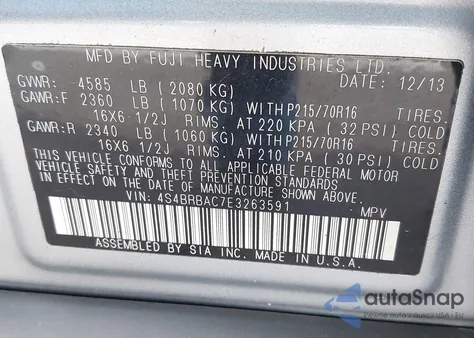 MFD BY FUJI HEAVY INDUSTRIES LTD.
GVWR: 4585 LB (2080 KG) DATE: 12/13
GAWR:F 2360 LB (1070 KG) WITH P215/70R16 TIRES.
16X6 1/2J RIMS. AT 220 KPA (32 PSI) COLD
GAWR:R 2340 LB (1060 KG) WITH P215/70R16 TIRES.
16X6 1/2J RIMS. AT 210 KPA (30 PSI) COLD
THIS VEHICLE CONFORMS TO ALL APPLICABLE FEDERAL MOTOR
VEHICLE SAFETY AND BUMPER STANDARDS
IN EFFECT ON THE DATE OF MANUFACTURE SHOWN ABOVE.
VIN: 4S4BRBAC7E3263591 MPV
ASSEMBLED BY SIA INC. MADE IN U.S.A.
autoSnap